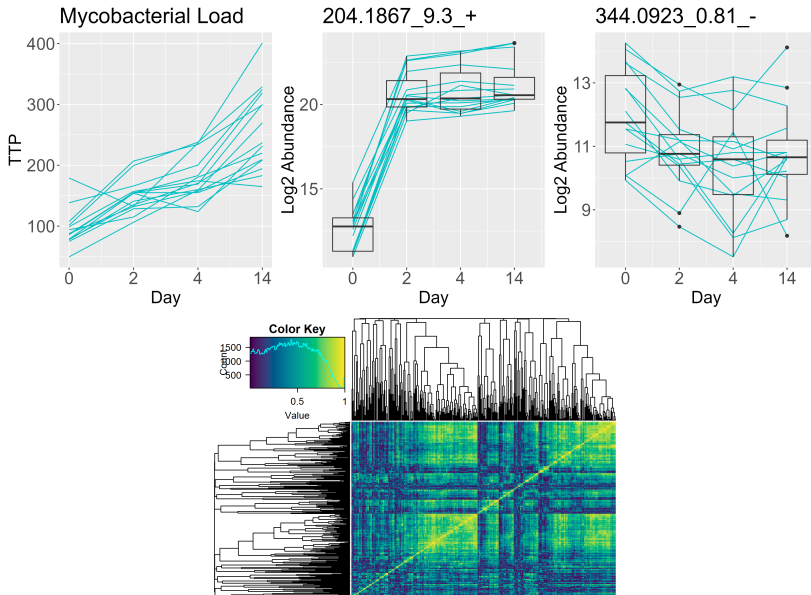 Mycobacterial Load
TTP
400
300
200
100
0 2 4 14
Day
204.1867_9.3_+
Log2 Abundance
20
15
0 2 4 14
Day
344.0923_0.81_-
Log2 Abundance
13
11
9
0 2 4 14
Day
Color Key
Count
1500
1000
500
0.5 1
Value